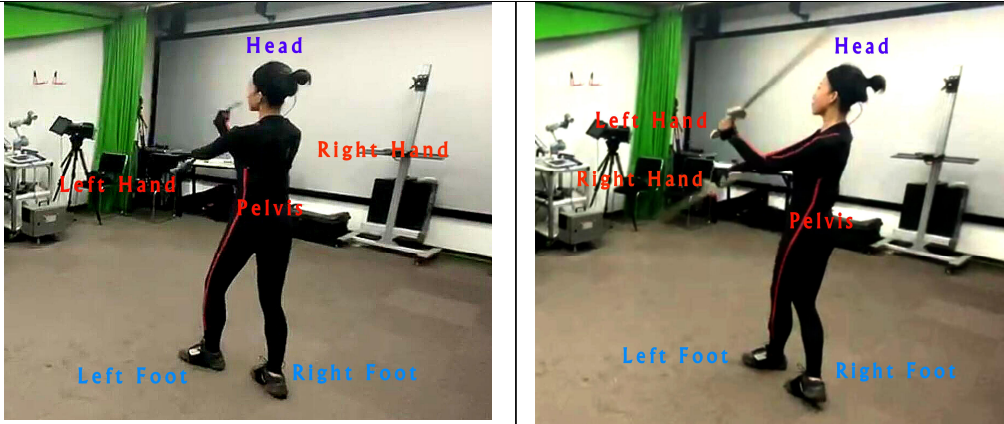 Head
Right Hand
Left Hand
Pelvis
Left Foot
Right Foot
Head
Left Hand
Right Hand
Pelvis
Left Foot
Right Foot